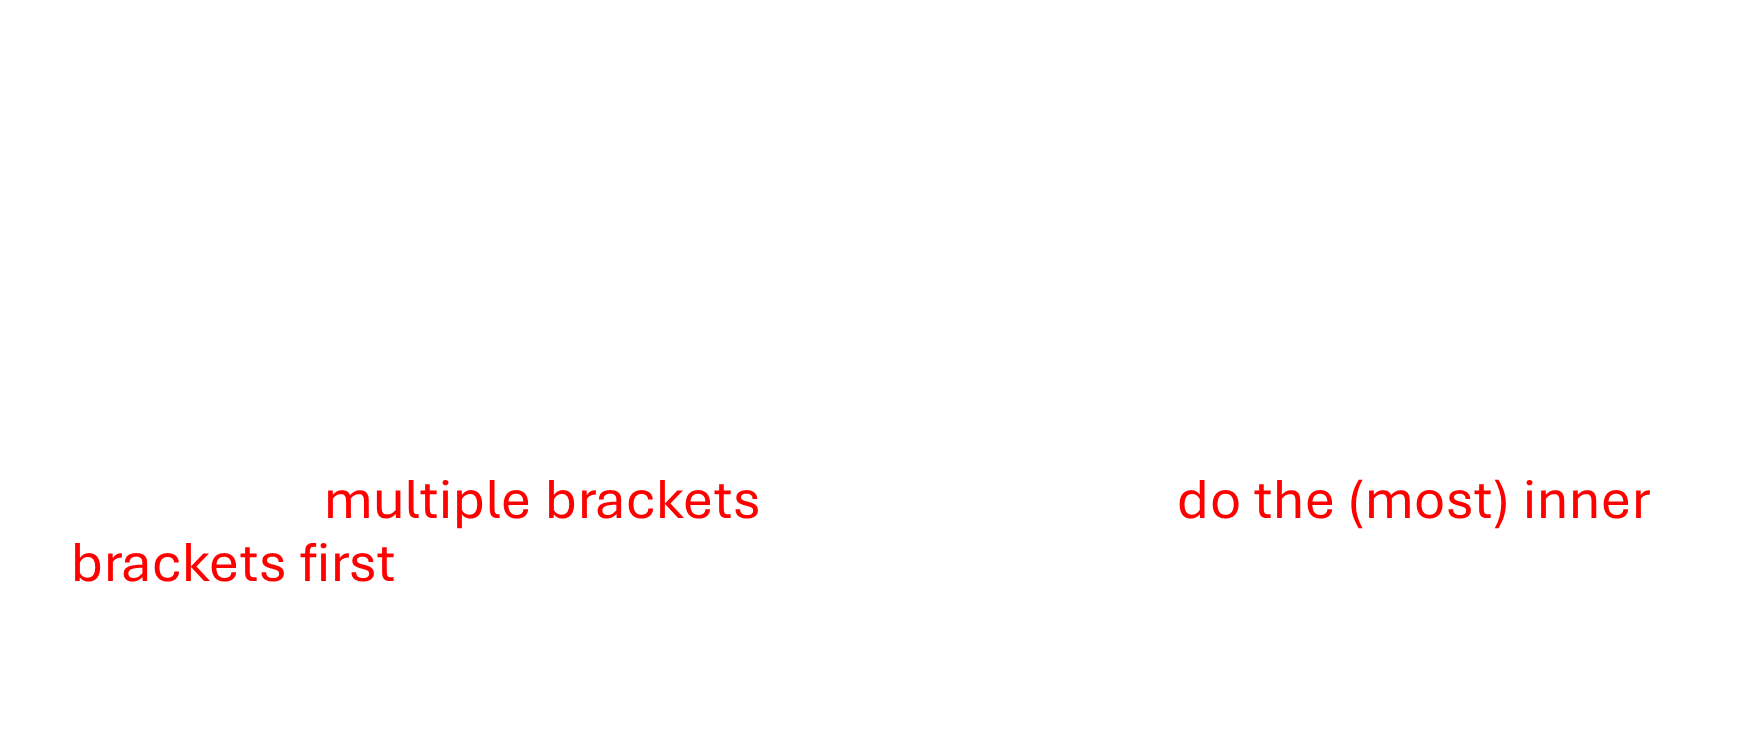 multiple brackets do the (most) inner
brackets first